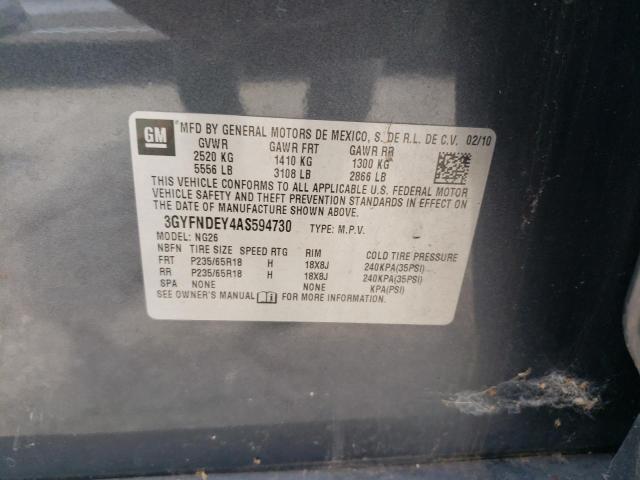 GM
MFD BY GENERAL MOTORS DE MEXICO, S. DE R.L. DE C.V. 02/10
GVWR GAWR FRT GAWR RR
2520 KG 1410 KG 1300 KG
5556 LB 3108 LB 2866 LB
THIS VEHICLE CONFORMS TO ALL APPLICABLE U.S. FEDERAL MOTOR
VEHICLE SAFETY AND THEFT PREVENTION STANDARDS IN EFFECT ON
THE DATE OF MANUFACTURE SHOWN ABOVE.
3GYFNDEY4AS594730 TYPE: M.P.V.
MODEL: NG26
NBFN TIRE SIZE SPEED RTG RIM COLD TIRE PRESSURE
FRT P235/65R18 H 18X8J 240KPA(35PSI)
RR P235/65R18 H 18X8J 240KPA(35PSI)
SPA NONE NONE KPA(PSI)
SEE OWNER'S MANUAL FOR MORE INFORMATION.